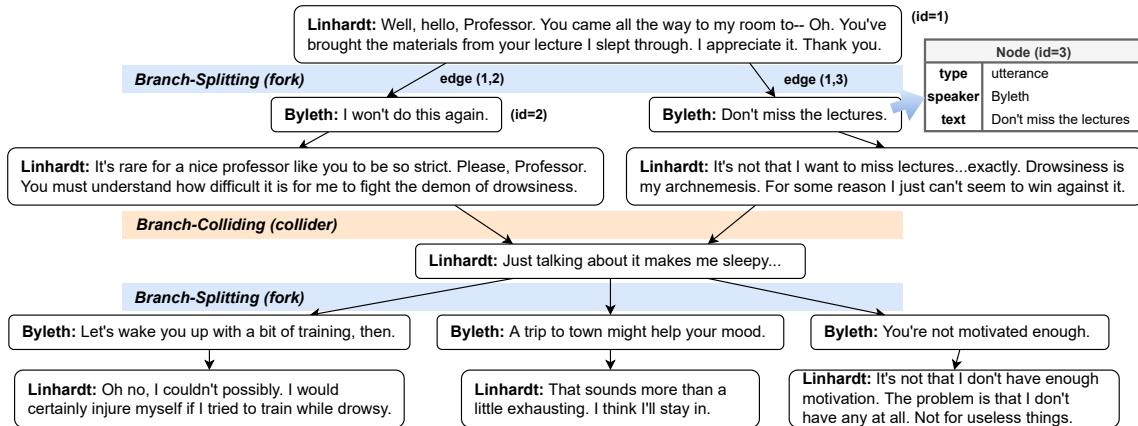 Linhardt: Well, hello, Professor. You came all the way to my room to-- Oh. You've
brought the materials from your lecture I slept through. I appreciate it. Thank you.
(id=1)
Branch-Splitting (fork)
edge (1,2)
edge (1,3)
Node (id=3)
type utterance
speaker Byleth
text Don't miss the lectures
Byleth: I won't do this again.
(id=2)
Byleth: Don't miss the lectures.
Linhardt: It's rare for a nice professor like you to be so strict. Please, Professor.
You must understand how difficult it is for me to fight the demon of drowsiness.
Linhardt: It's not that I want to miss lectures...exactly. Drowsiness is
my archnemesis. For some reason I just can't seem to win against it.
Branch-Colliding (collider)
Linhardt: Just talking about it makes me sleepy...
Branch-Splitting (fork)
Byleth: Let's wake you up with a bit of training, then.
Byleth: A trip to town might help your mood.
Byleth: You're not motivated enough.
Linhardt: Oh no, I couldn't possibly. I would
certainly injure myself if I tried to train while drowsy.
Linhardt: That sounds more than a
little exhausting. I think I'll stay in.
Linhardt: It's not that I don't have enough
motivation. The problem is that I don't
have any at all. Not for useless things.